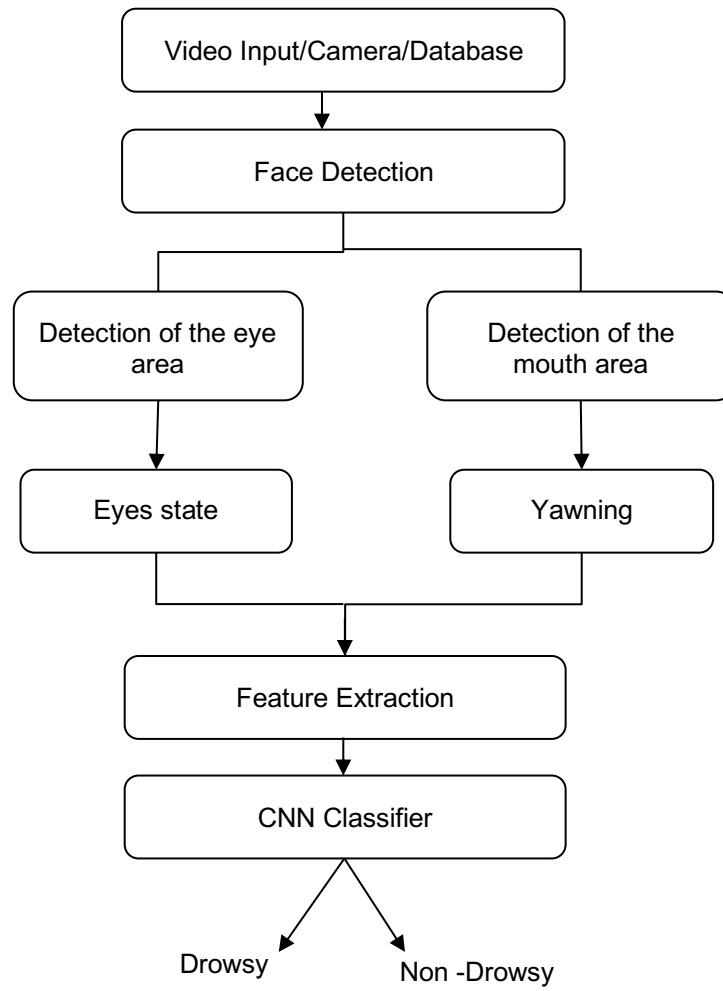 Video Input/Camera/Database
Face Detection
Detection of the eye
area
Detection of the
mouth area
Eyes state
Yawning
Feature Extraction
CNN Classifier
Drowsy
Non -Drowsy